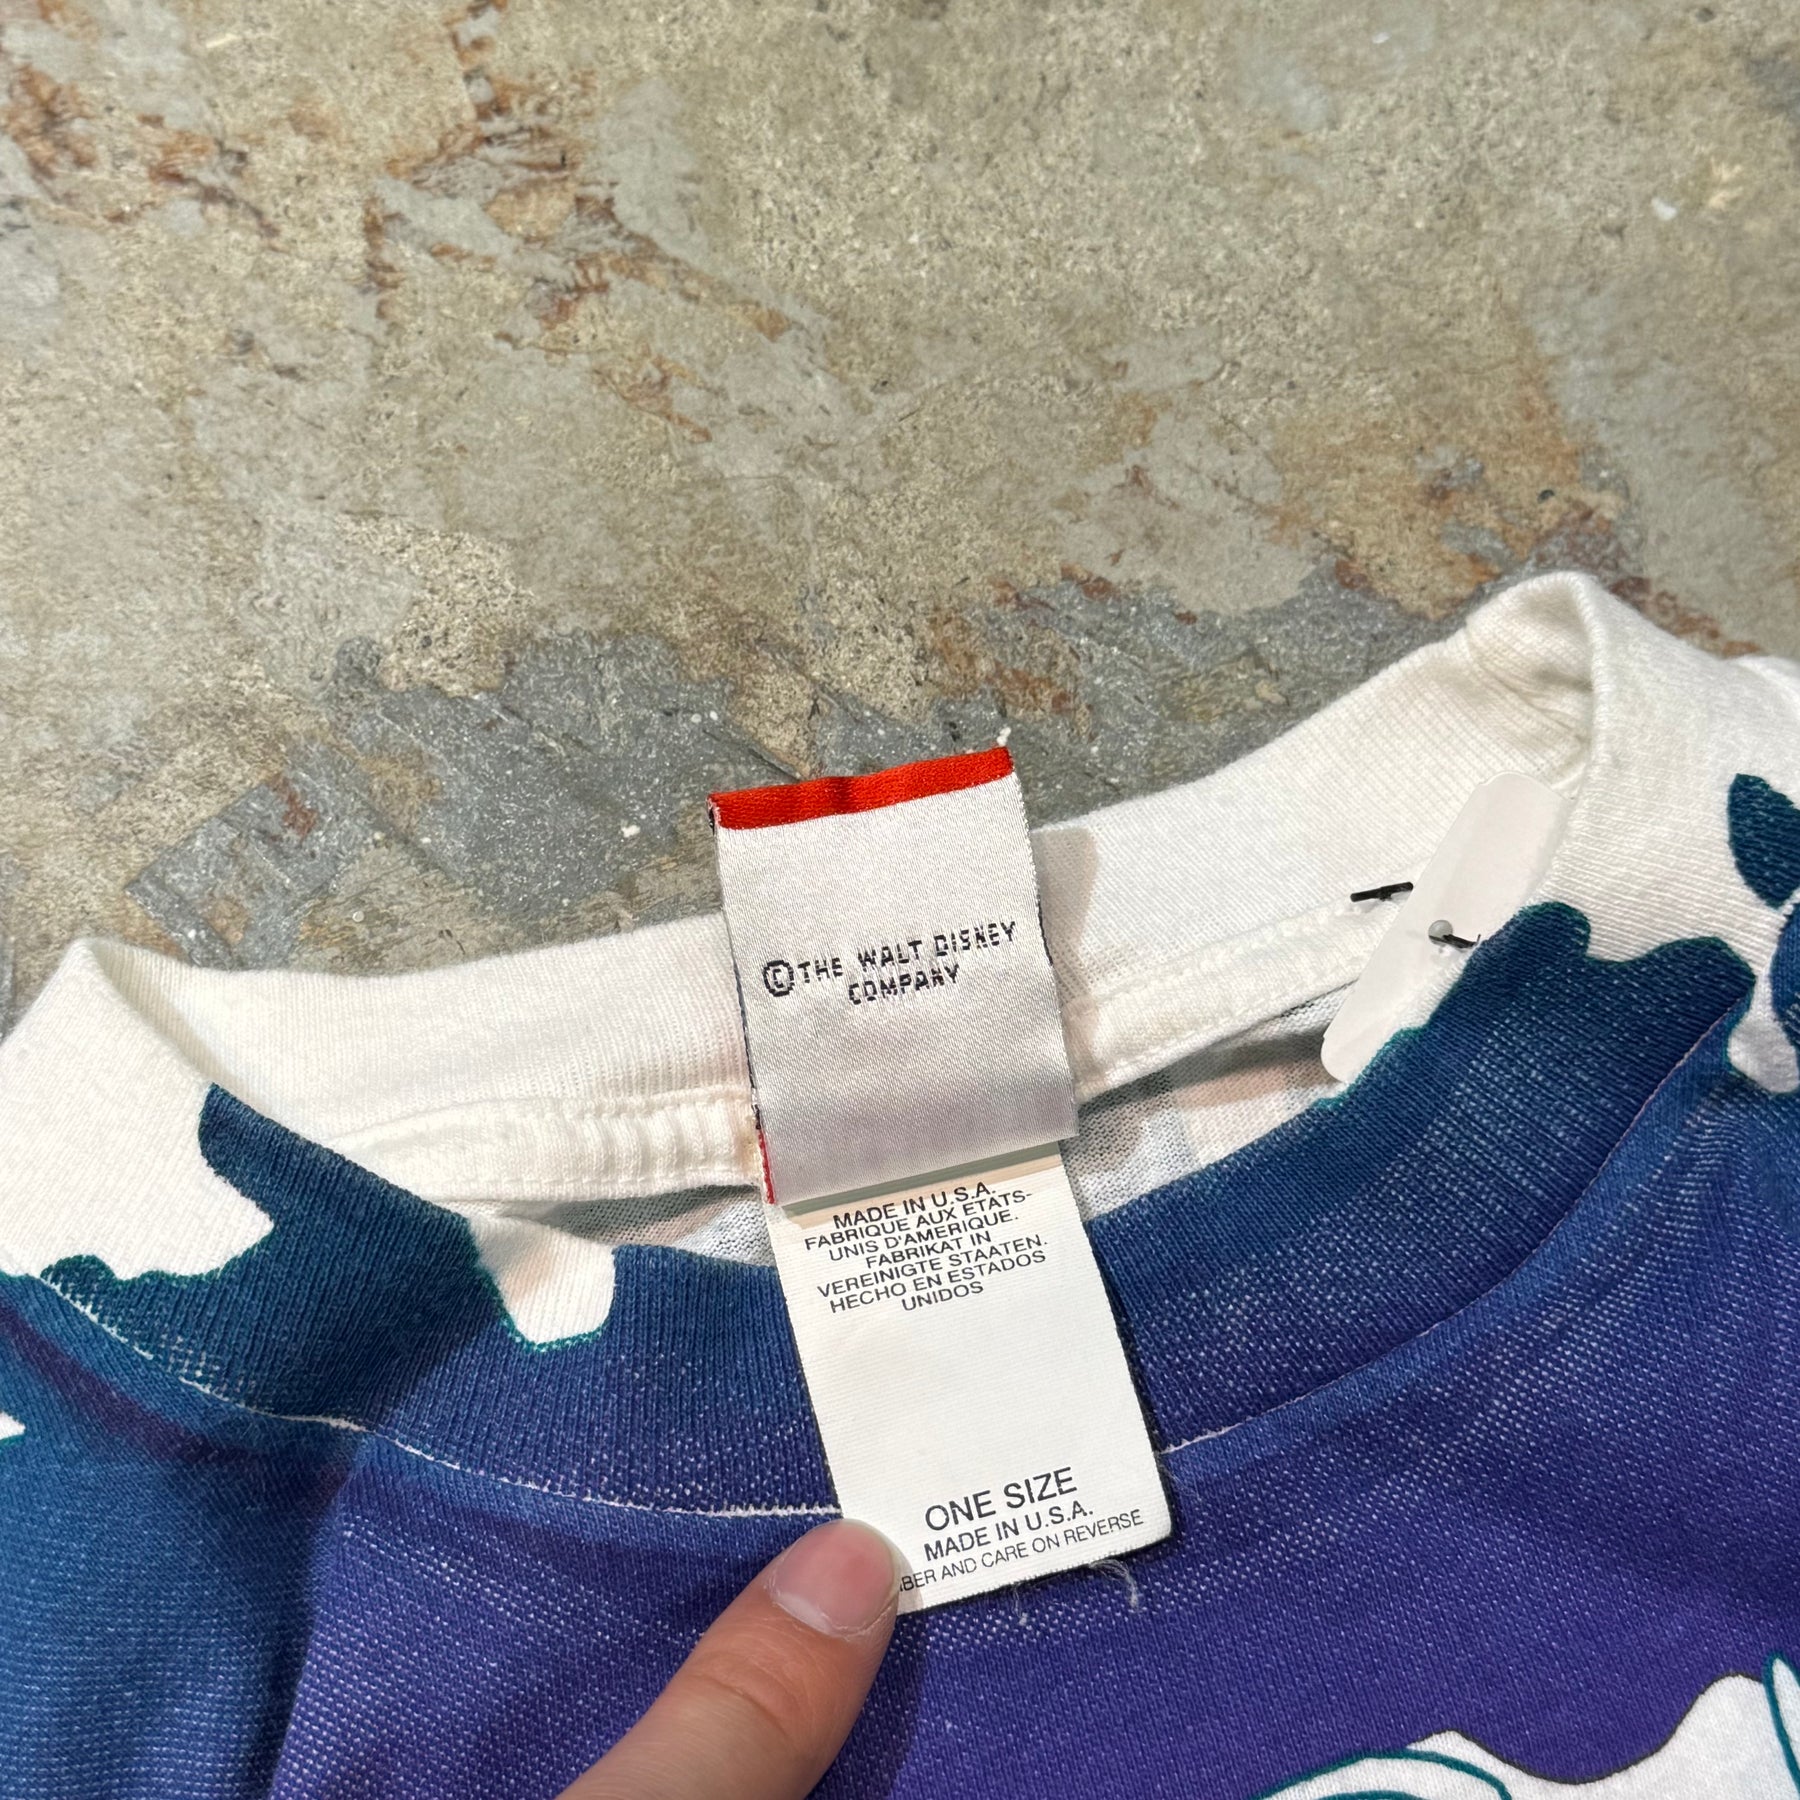 ©THE WALT DISNEY
COMPANY
MADE IN U.S.A.
FABRIQUE AUX ETATS-
UNIS D'AMERIQUE.
FABRIKAT IN
VEREINIGTE STAATEN.
HECHO EN ESTADOS
UNIDOS
ONE SIZE
MADE IN U.S.A.
AND CARE ON REVERSE